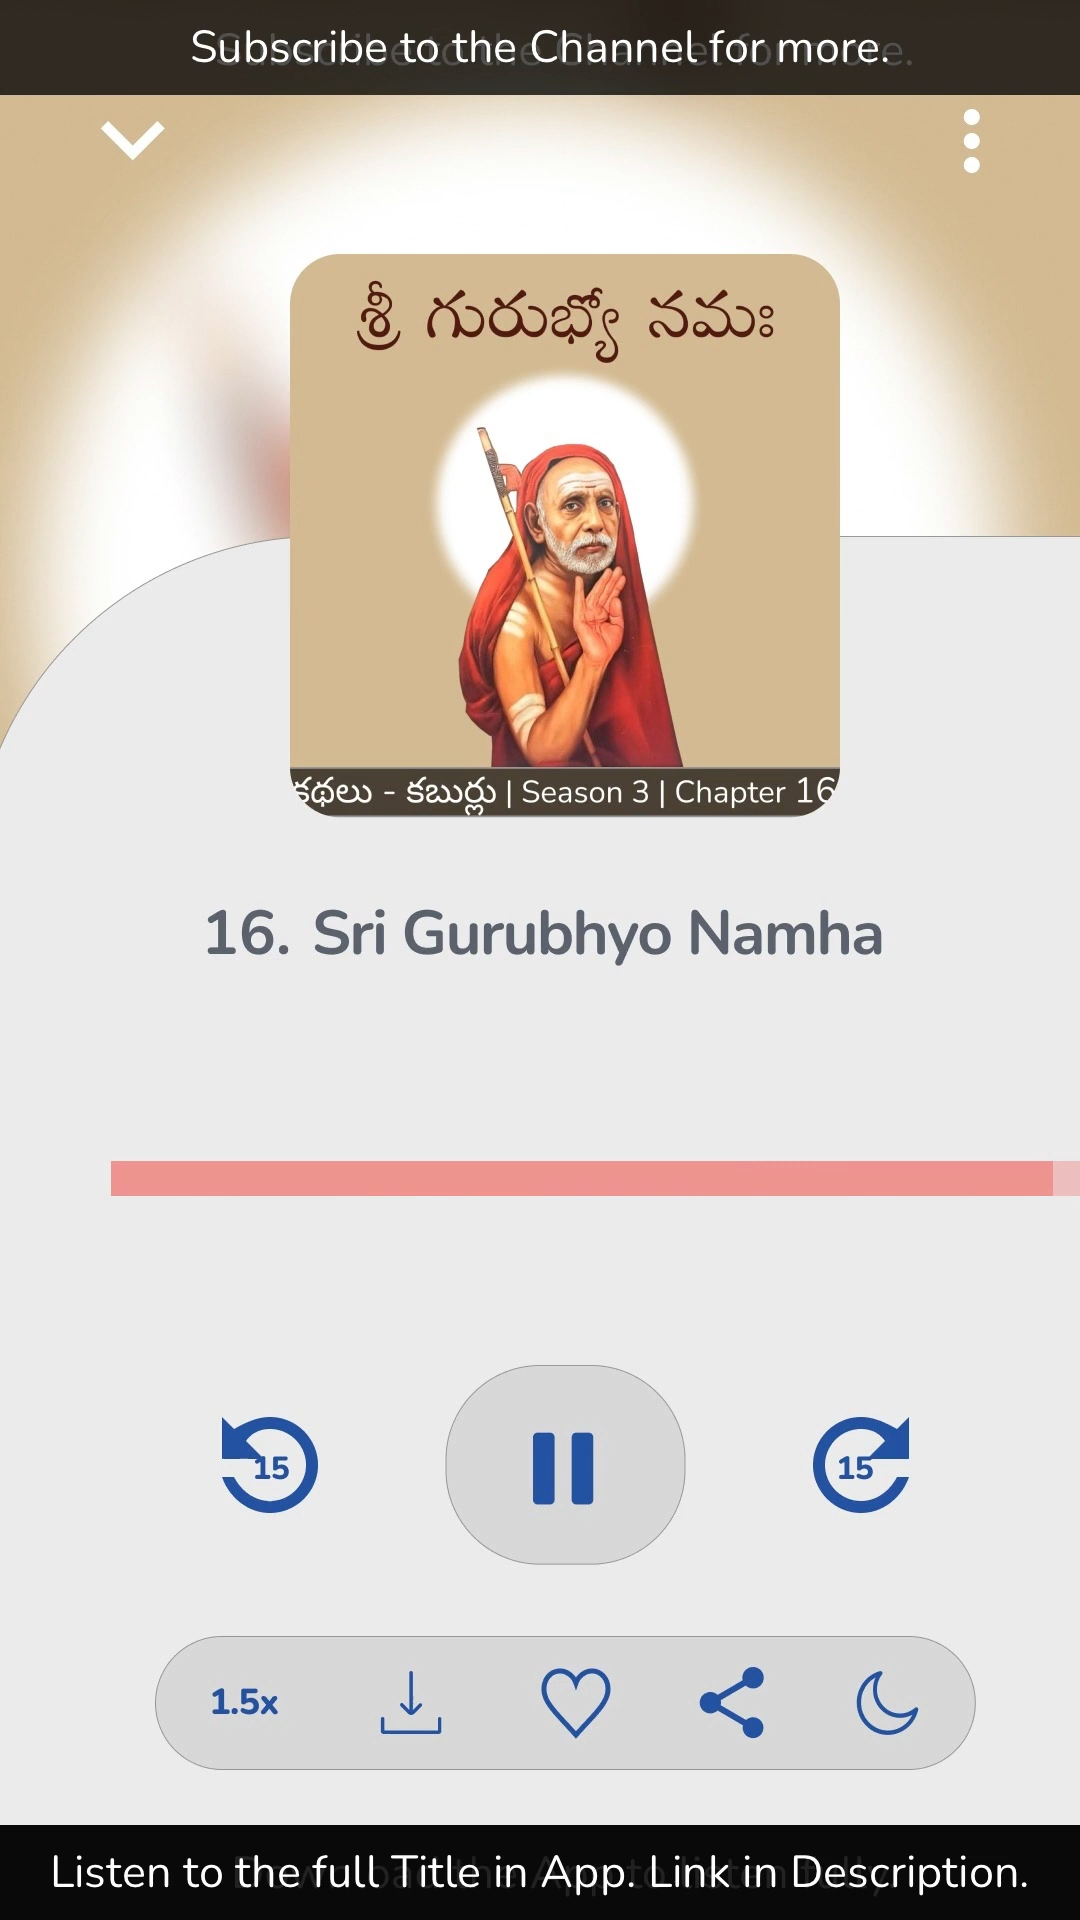 Subscribe to the Channel for more.
శ్రీ గురుభ్యో నమః
కథలు - కబుర్లు | Season 3 | Chapter 16
16. Sri Gurubhyo Namha
15
15
1.5x
Listen to the full Title in App. Link in Description.